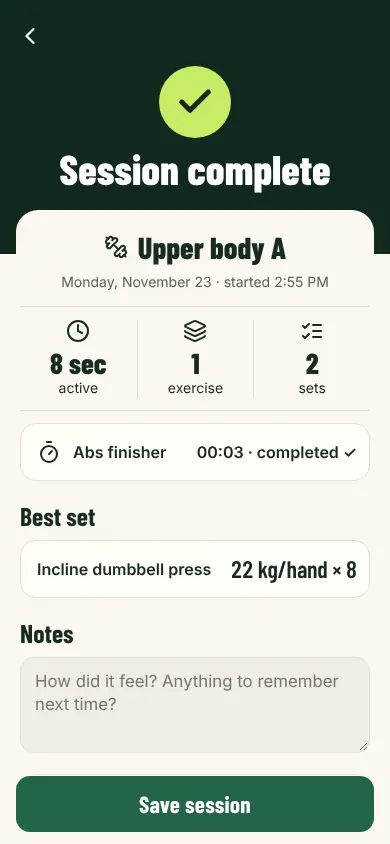 Session complete
Upper body A
Monday, November 23 · started 2:55 PM
8 sec
active
1
exercise
2
sets
Abs finisher 00:03 · completed ✓
Best set
Incline dumbbell press 22 kg/hand × 8
Notes
How did it feel? Anything to remember
next time?
Save session